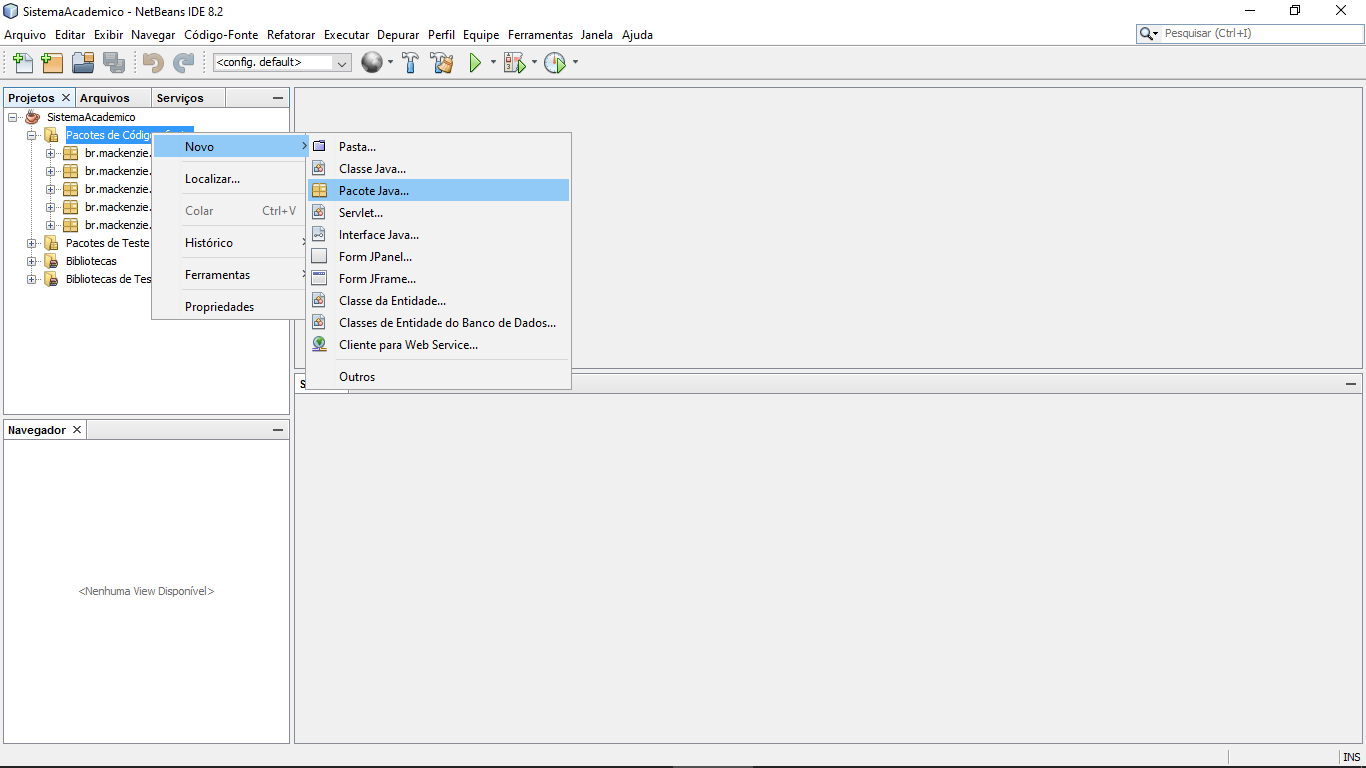 SistemaAcademico - NetBeans IDE 8.2
Arquivo Editar Exibir Navegar Código-Fonte Refatorar Executar Depurar Perfil Equipe Ferramentas Janela Ajuda
Pesquisar (Ctrl+I)
<config. default>
Projetos Arquivos Serviços
SistemaAcademico
Pacotes de
br.mackenzie.
br.mackenzie.
br.mackenzie.
br.mackenzie.
br.mackenzie.
Pacotes de Teste
Bibliotecas
Bibliotecas de
Novo
Localizar...
Colar Ctrl+V
Histórico
Ferramentas
Propriedades
Pasta...
Classe Java...
Pacote Java...
Servlet...
Interface Java...
Form JPanel...
Form JFrame...
Classe da Entidade...
Classes de Entidade do Banco de Dados...
Cliente para Web Service...
Outros
Navegador
<Nenhuma View Disponível>
INS